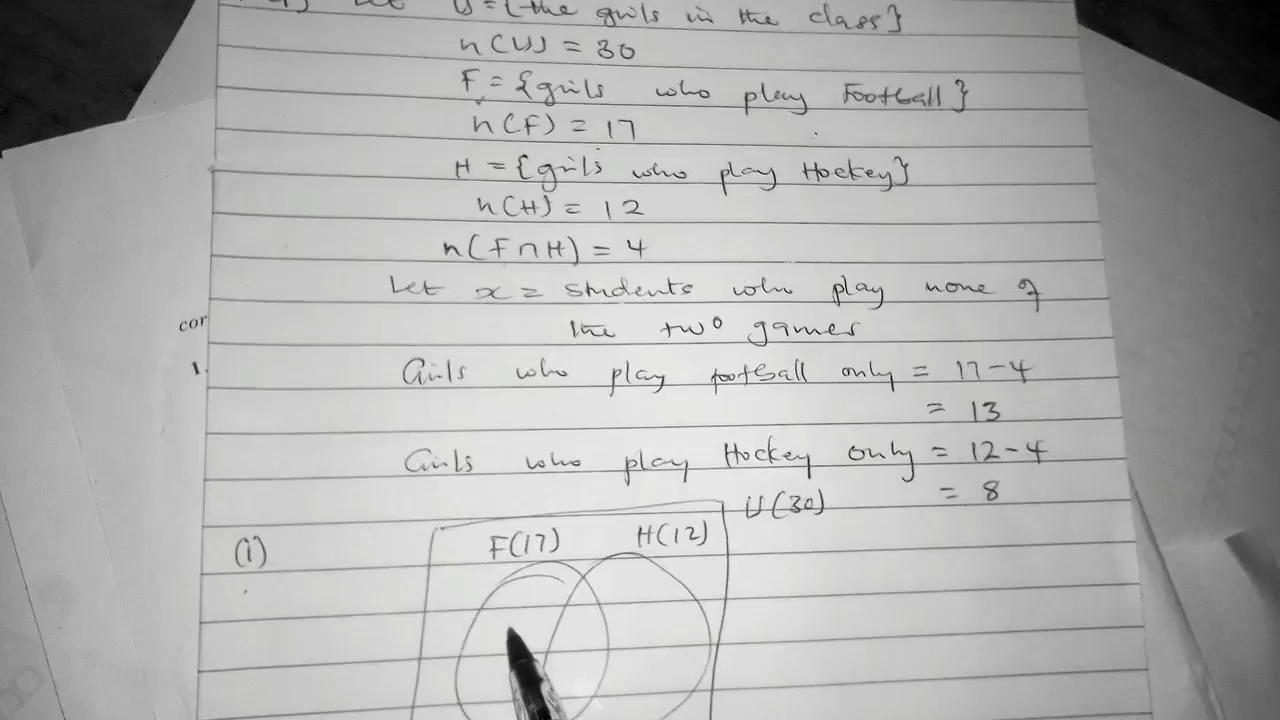 Let U = {the girls in the class}
n(U) = 30
F = {girls who play Football}
n(F) = 17
H = {girls who play Hockey}
n(H) = 12
n(F∩H) = 4
Let x = students who play none of
the two games
Girls who play football only = 17-4
= 13
Girls who play Hockey only = 12-4
= 8
U(30)
(i) F(17) H(12)
cor
1.